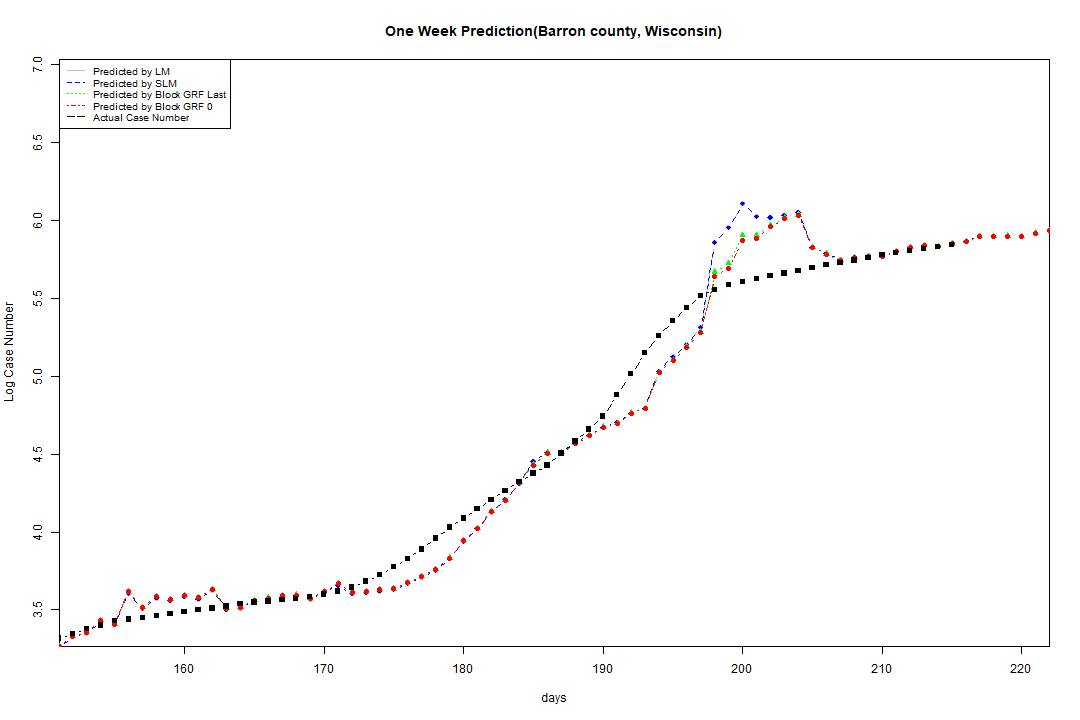 One Week Prediction(Barron county, Wisconsin)
Predicted by LM
Predicted by SLM
Predicted by Block GRF Last
Predicted by Block GRF 0
Actual Case Number
Log Case Number
7.0
6.5
6.0
5.5
5.0
4.5
4.0
3.5
160 170 180 190 200 210 220
days